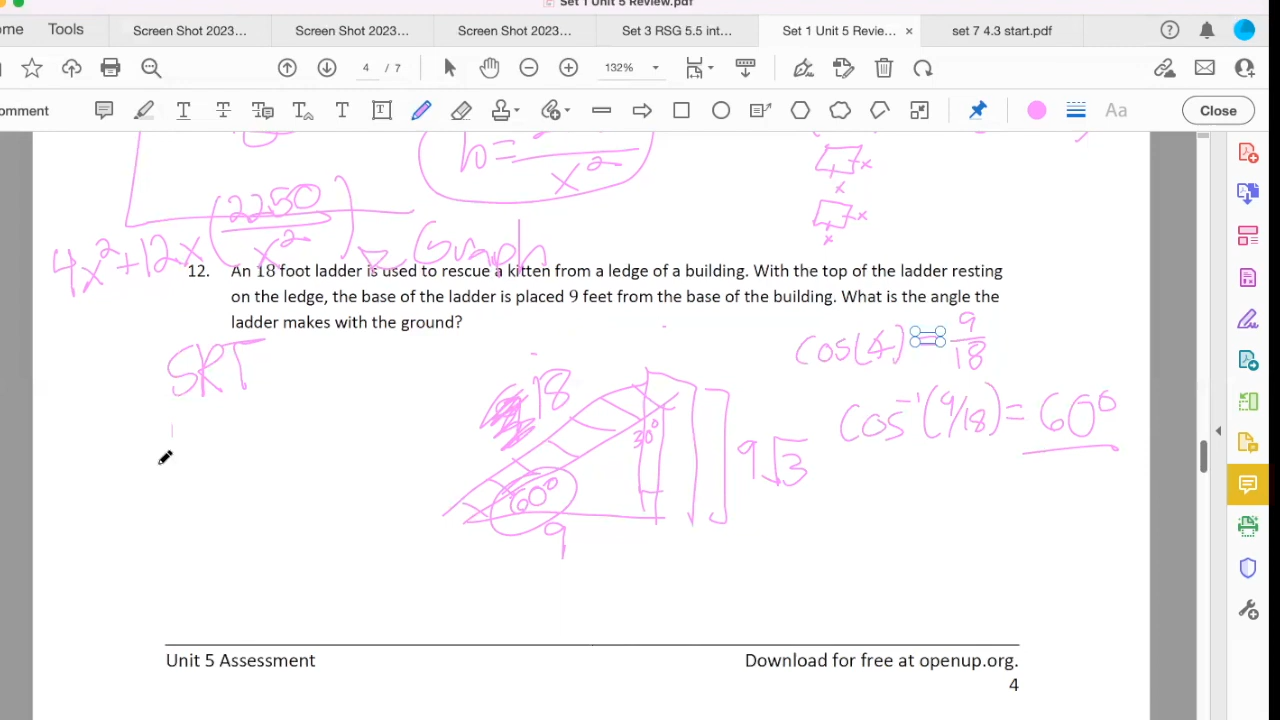 Set 1 Unit 5 Review.pdf
ome Tools Screen Shot 2023... Screen Shot 2023... Screen Shot 2023... Set 3 RSG 5.5 int... Set 1 Unit 5 Revie... × set 7 4.3 start.pdf
4 / 7 132%
omment T T T T T Aa Close
h =
x²
x
x
x
x
4x² + 12x (2250
x²) Graph
12. An 18 foot ladder is used to rescue a kitten from a ledge of a building. With the top of the ladder resting
on the ledge, the base of the ladder is placed 9 feet from the base of the building. What is the angle the
ladder makes with the ground?
SRT
cos(∡) = 9
18
18
cos⁻¹(9/18) = 60°
30°
9√3
60°
9
Unit 5 Assessment Download for free at openup.org.
4